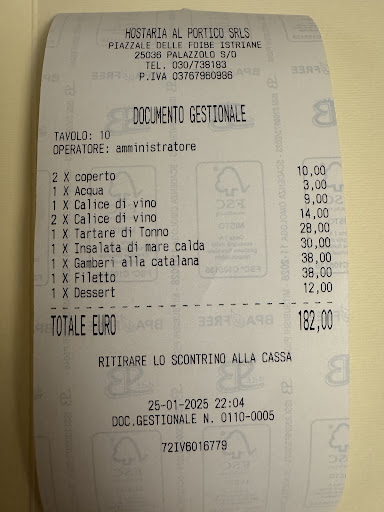 HOSTARIA AL PORTICO SRLS
PIAZZALE DELLE FOIBE ISTRIANE
25036 PALAZZOLO S/O
TEL. 030/738183
P.IVA 03767960986
DOCUMENTO GESTIONALE
TAVOLO: 10
OPERATORE: amministratore
2 X coperto 10,00
1 X Acqua 3,00
1 X Calice di vino 9,00
2 X Calice di vino 14,00
1 X Tartare di Tonno 28,00
1 X Insalata di mare calda 30,00
1 X Gamberi alla catalana 38,00
1 X Filetto 38,00
1 X Dessert 12,00
TOTALE EURO 182,00
RITIRARE LO SCONTRINO ALLA CASSA
25-01-2025 22:04
DOC.GESTIONALE N. 0110-0005
72IV6016779